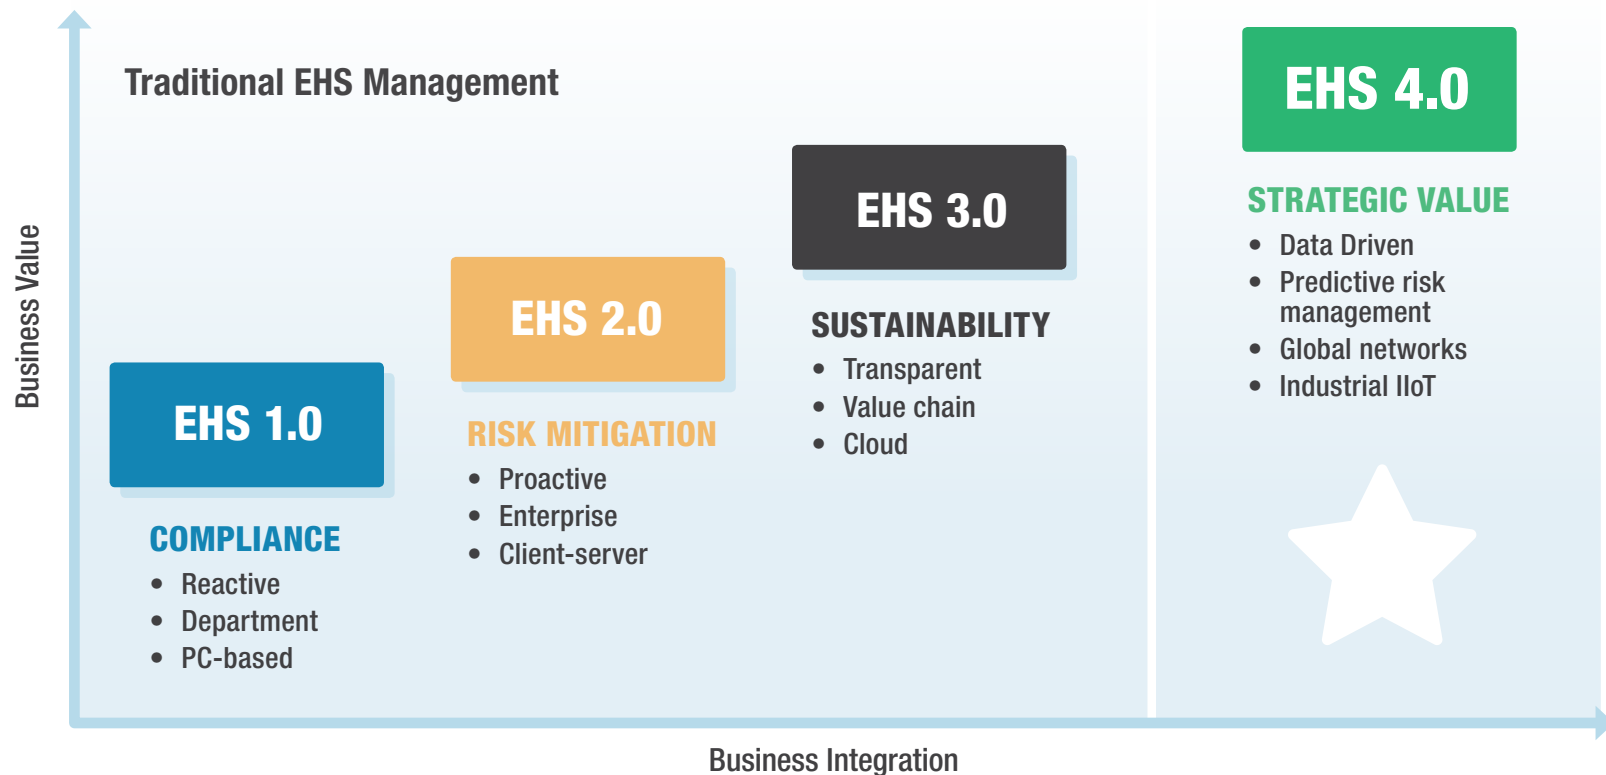 Traditional EHS Management
Business Value
EHS 1.0
COMPLIANCE
• Reactive
• Department
• PC-based
EHS 2.0
RISK MITIGATION
• Proactive
• Enterprise
• Client-server
EHS 3.0
SUSTAINABILITY
• Transparent
• Value chain
• Cloud
EHS 4.0
STRATEGIC VALUE
• Data Driven
• Predictive risk
management
• Global networks
• Industrial IIoT
Business Integration